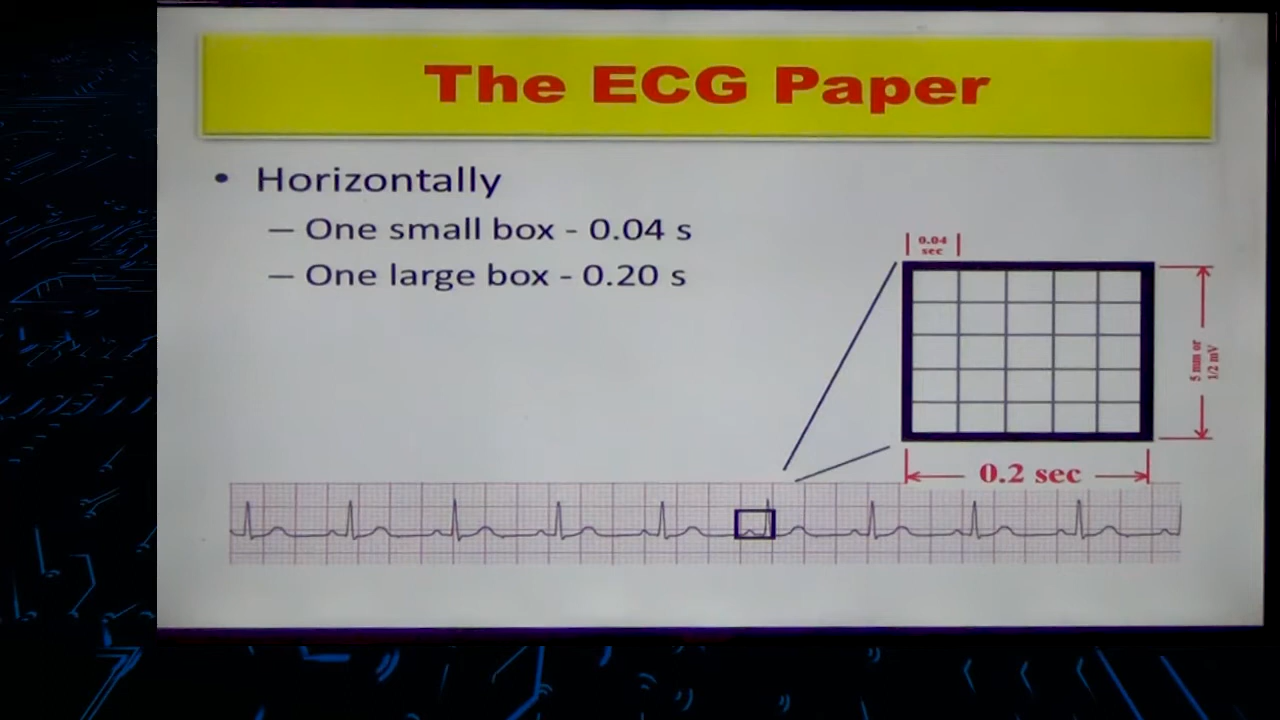 The ECG Paper
• Horizontally
– One small box - 0.04 s
– One large box - 0.20 s
0.04
sec
5 mm or
1/2 mV
0.2 sec